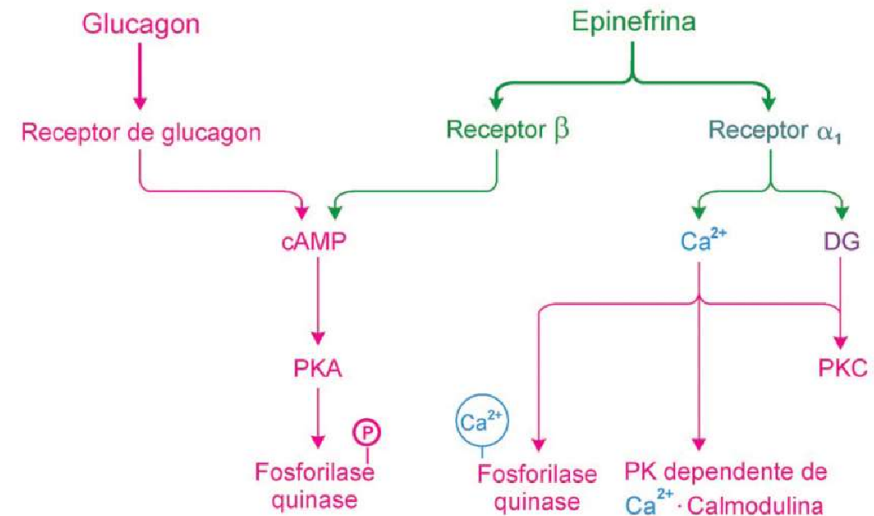 Glucagon
Epinefrina
Receptor de glucagon
Receptor β
Receptor α₁
cAMP
Ca²⁺
DG
PKA
PKC
P
Ca²⁺
Fosforilase
quinase
Fosforilase
quinase
PK dependente de
Ca²⁺ · Calmodulina